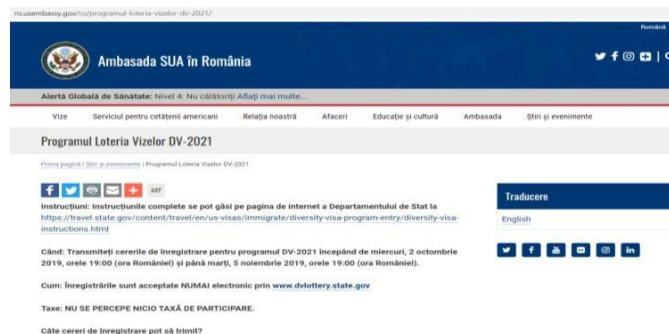 ro.usembassy.gov/ro/programul-loteria-vizelor-dv-2021/
Română
Ambasada SUA în România
Alertă Globală de Sănătate: Nivel 4: Nu călătoriți Aflați mai multe...
Vize Serviciul pentru cetățenii americani Relația noastră Afaceri Educație și cultură Ambasada Știri și evenimente
Programul Loteria Vizelor DV-2021
Prima pagină | Știri și evenimente | Programul Loteria Vizelor DV-2021
327
Instrucțiuni: Instrucțiunile complete se pot găsi pe pagina de internet a Departamentului de Stat la
https://travel.state.gov/content/travel/en/us-visas/immigrate/diversity-visa-program-entry/diversity-visa-
instructions.html
Când: Transmiteți cererile de înregistrare pentru programul DV-2021 începând de miercuri, 2 octombrie
2019, orele 19:00 (ora României) și până marți, 5 noiembrie 2019, orele 19:00 (ora României).
Cum: Înregistrările sunt acceptate NUMAI electronic prin www.dvlottery.state.gov
Taxe: NU SE PERCEPE NICIO TAXĂ DE PARTICIPARE.
Câte cereri de înregistrare pot să trimit?
Traducere
English